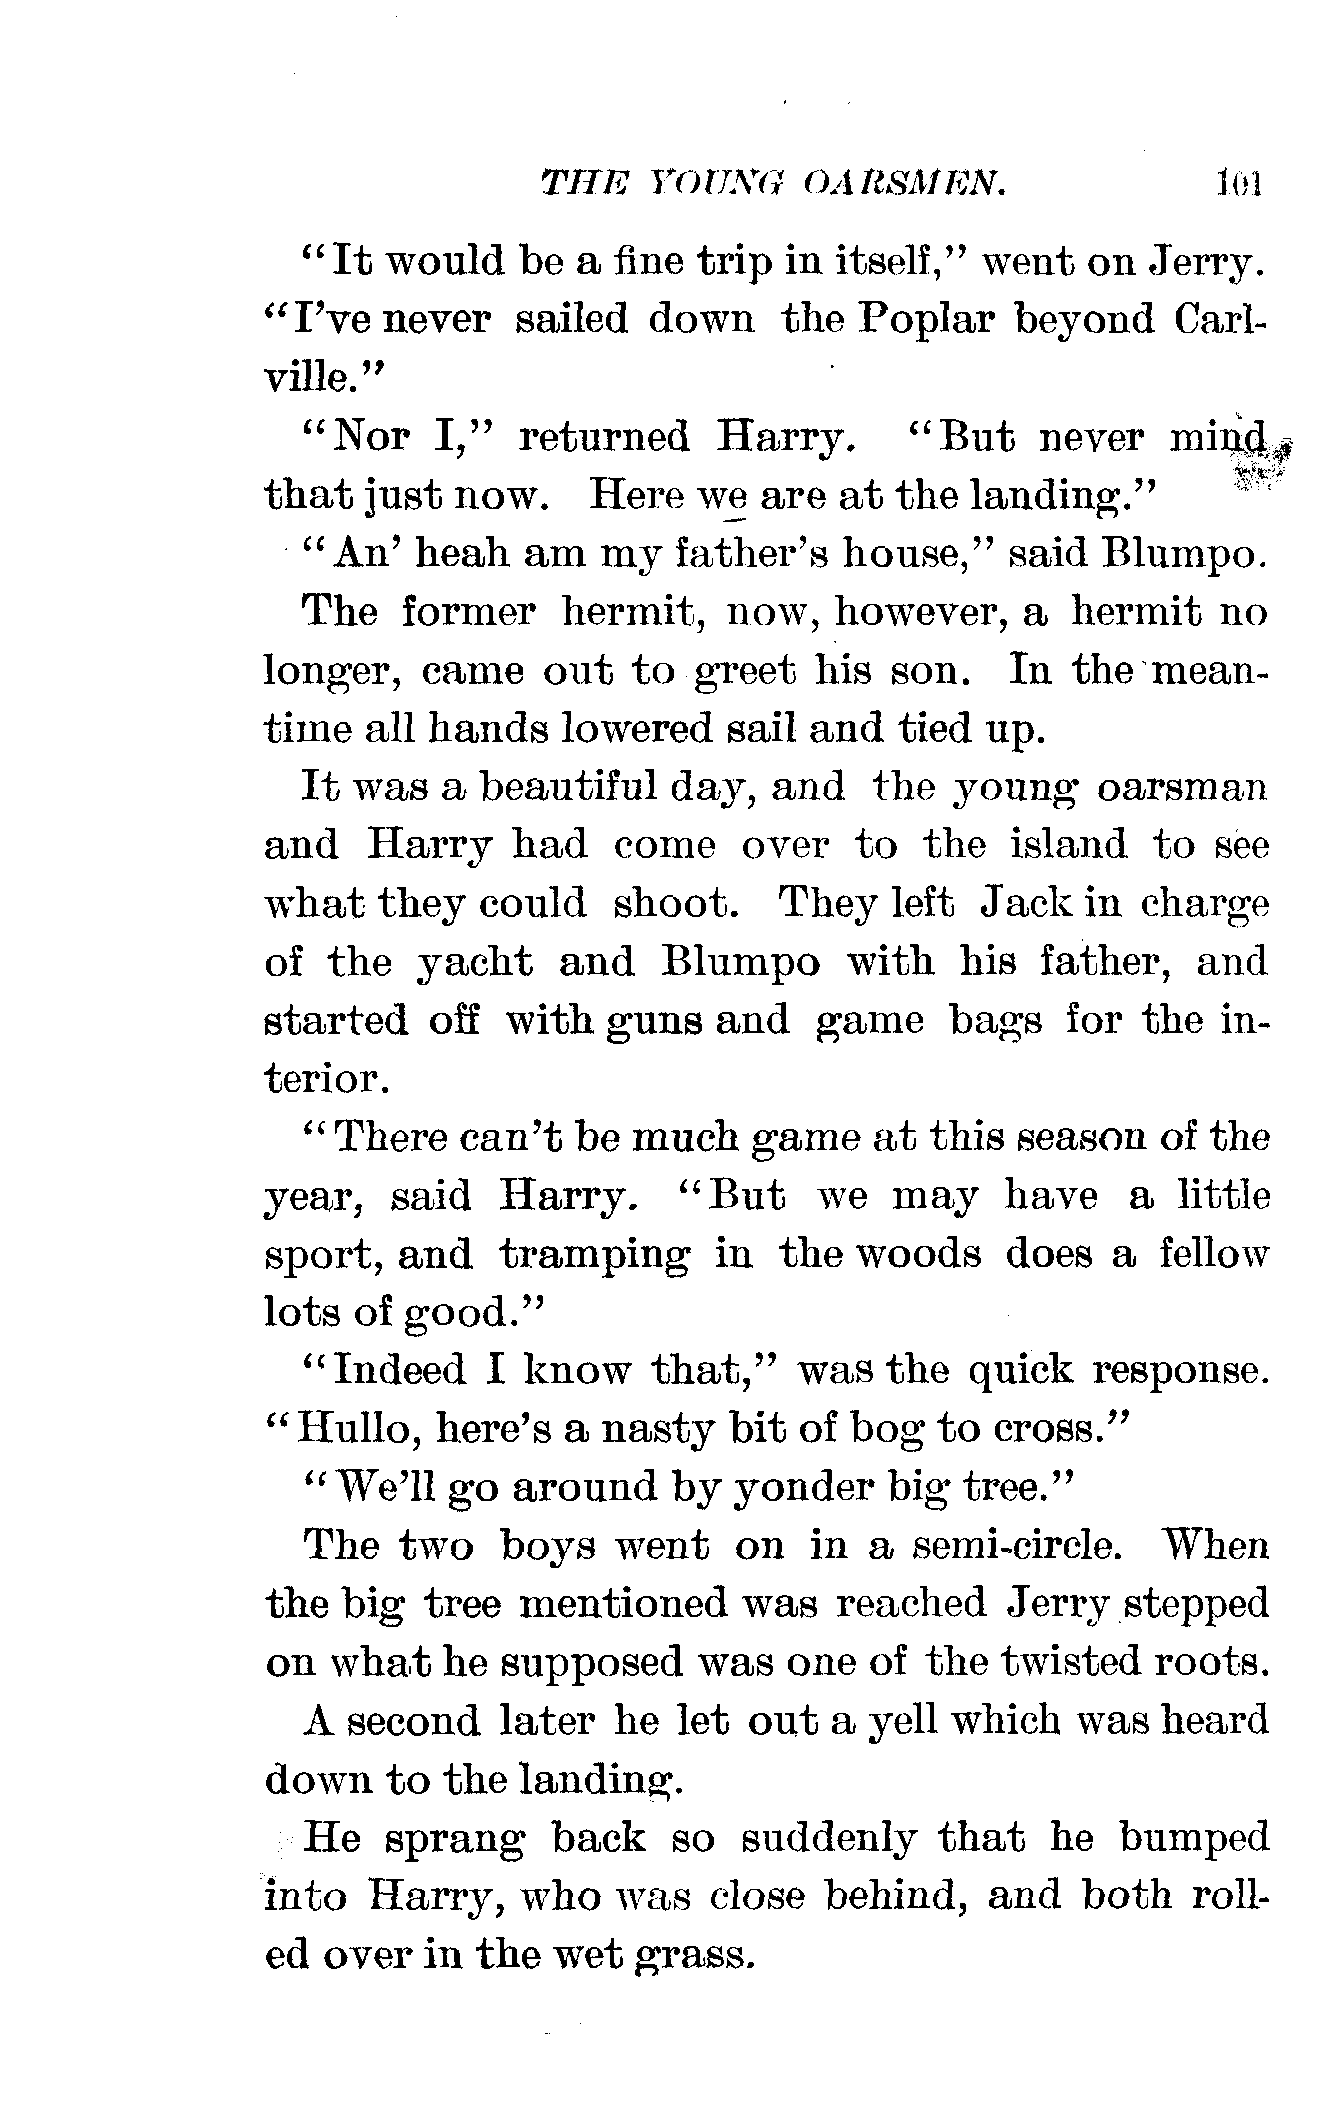 THE YOUNG OARSMEN. 101
“It would be a fine trip in itself,” went on Jerry.
“I’ve never sailed down the Poplar beyond Carl-
ville.”
“Nor I,” returned Harry. “But never mind,
that just now. Here we are at the landing.”
“An’ heah am my father’s house,” said Blumpo.
The former hermit, now, however, a hermit no
longer, came out to greet his son. In the mean-
time all hands lowered sail and tied up.
It was a beautiful day, and the young oarsman
and Harry had come over to the island to see
what they could shoot. They left Jack in charge
of the yacht and Blumpo with his father, and
started off with guns and game bags for the in-
terior.
“There can’t be much game at this season of the
year, said Harry. “But we may have a little
sport, and tramping in the woods does a fellow
lots of good.”
“Indeed I know that,” was the quick response.
“Hullo, here’s a nasty bit of bog to cross.”
“We’ll go around by yonder big tree.”
The two boys went on in a semi-circle. When
the big tree mentioned was reached Jerry stepped
on what he supposed was one of the twisted roots.
A second later he let out a yell which was heard
down to the landing.
He sprang back so suddenly that he bumped
into Harry, who was close behind, and both roll-
ed over in the wet grass.